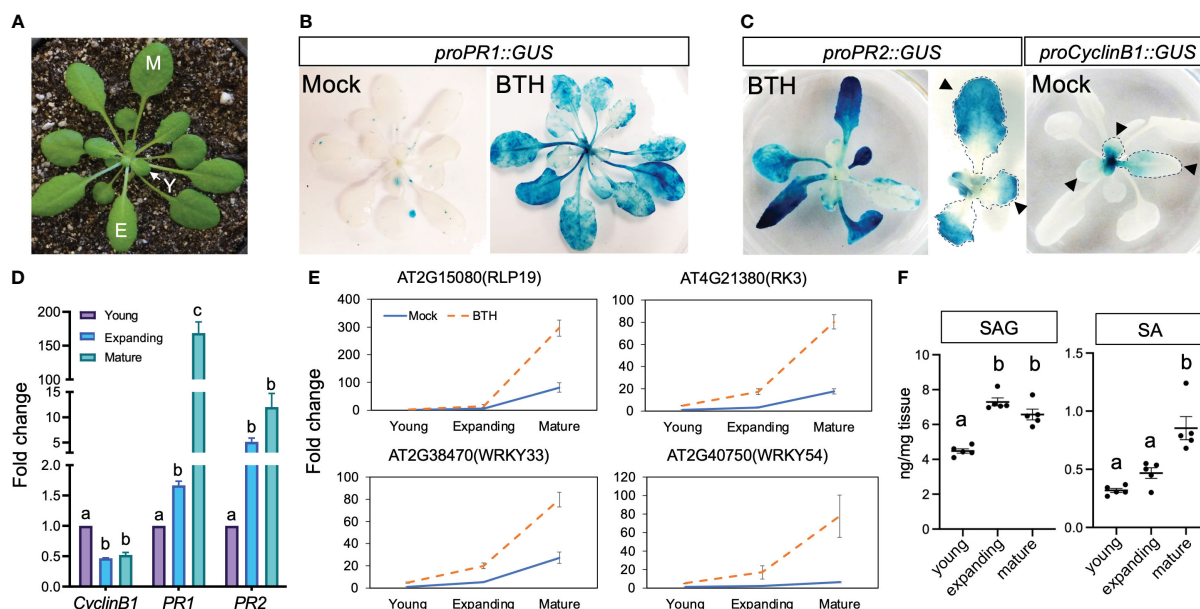 A
M
Y
E
B
proPR1::GUS
Mock
BTH
C
proPR2::GUS
proCyclinB1::GUS
BTH
Mock
D
Fold change
Young
Expanding
Mature
200
150
100
50
15
10
5
2.0
1.5
1.0
0.5
0.0
a
b
b
a
b
c
a
b
b
CyclinB1
PR1
PR2
E
Fold change
AT2G15080(RLP19)
Mock
BTH
400
300
200
100
0
Young
Expanding
Mature
AT4G21380(RK3)
100
80
60
40
20
0
Young
Expanding
Mature
AT2G38470(WRKY33)
100
80
60
40
20
0
Young
Expanding
Mature
AT2G40750(WRKY54)
120
100
80
60
40
20
0
Young
Expanding
Mature
F
SAG
SA
ng/mg tissue
10
8
6
4
2
0
a
b
b
young
expanding
mature
1.5
1.0
0.5
0.0
a
a
b
young
expanding
mature